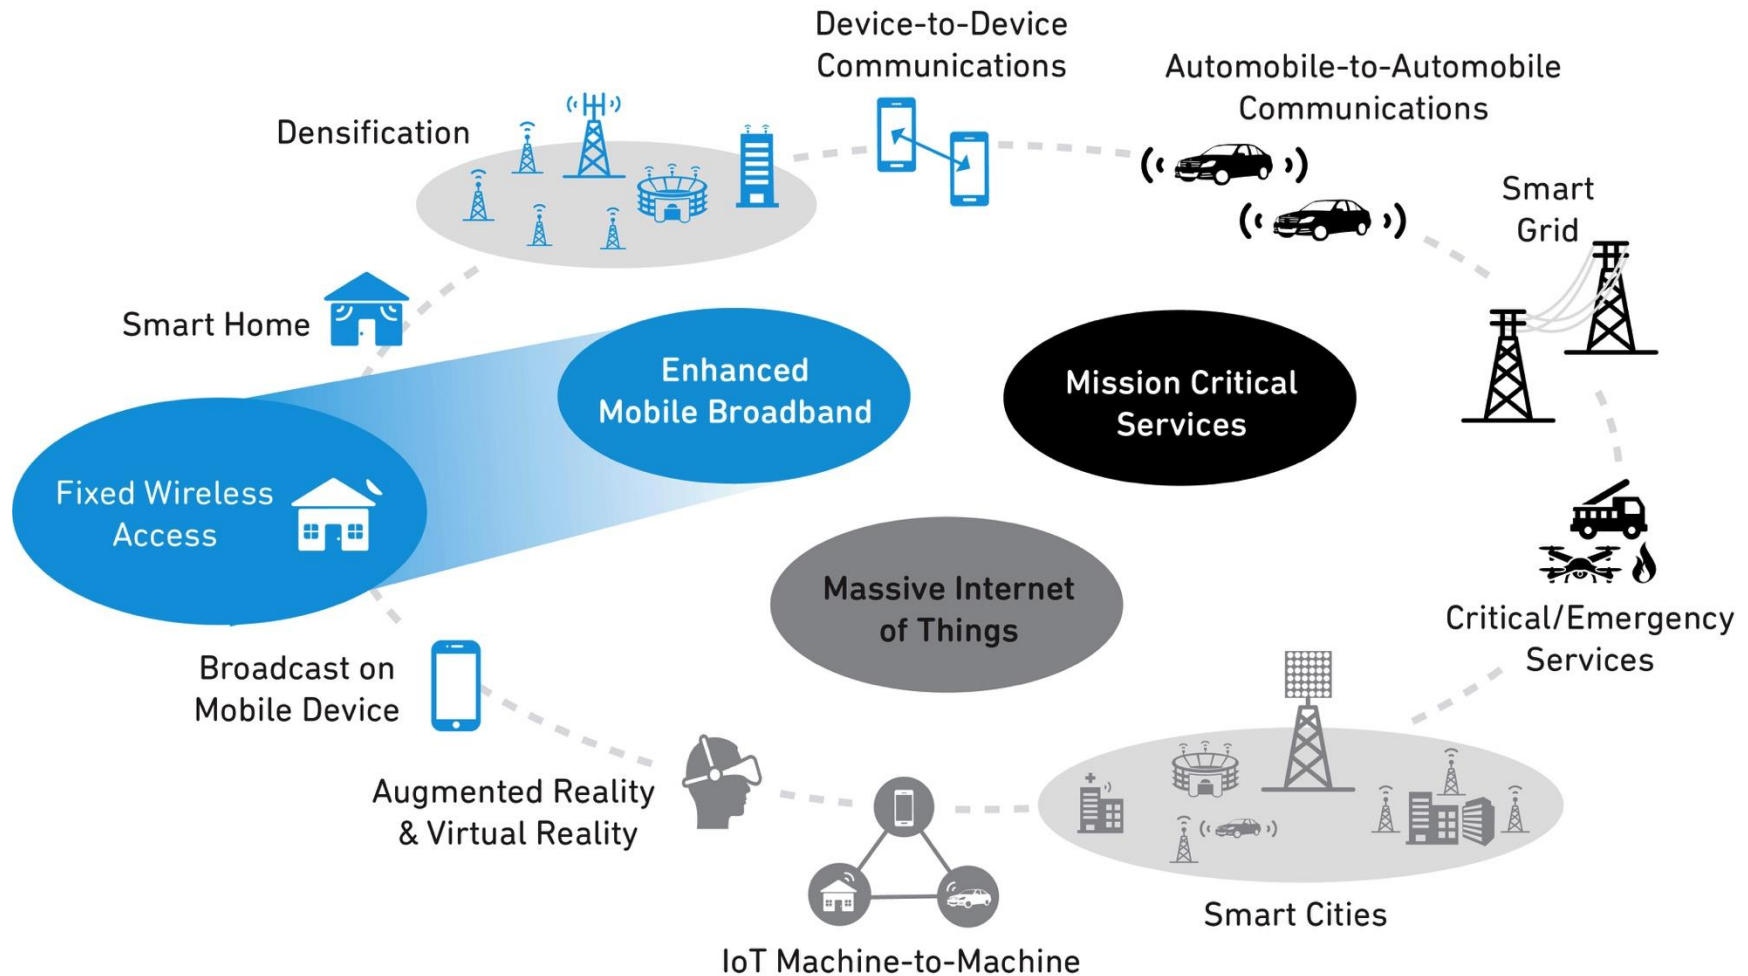 Device-to-Device
Communications
Automobile-to-Automobile
Communications
Densification
Smart
Grid
Smart Home
Enhanced
Mobile Broadband
Mission Critical
Services
Fixed Wireless
Access
Massive Internet
of Things
Critical/Emergency
Services
Broadcast on
Mobile Device
Augmented Reality
& Virtual Reality
Smart Cities
IoT Machine-to-Machine